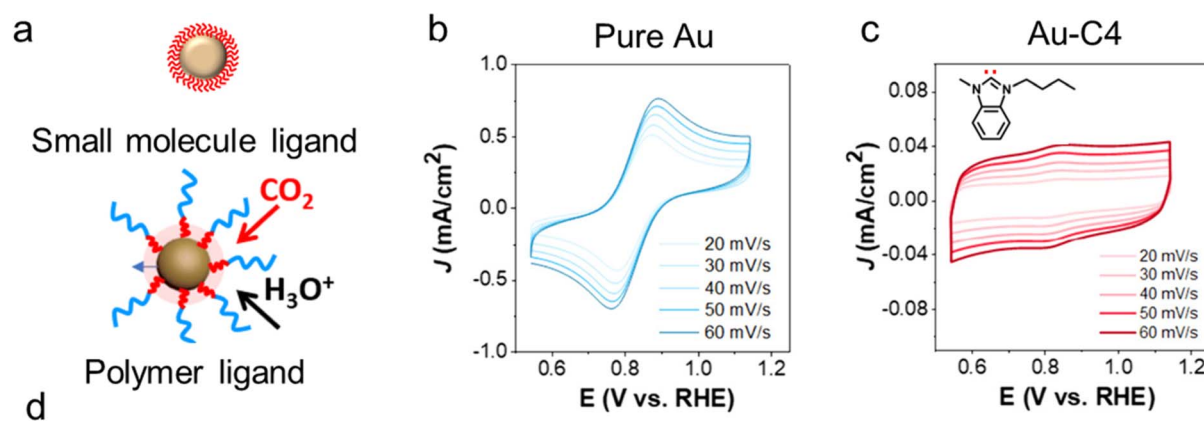 a
Small molecule ligand
CO₂
H₃O⁺
Polymer ligand
b
Pure Au
1.0
0.5
0.0
-0.5
-1.0
J (mA/cm²)
20 mV/s
30 mV/s
40 mV/s
50 mV/s
60 mV/s
0.6 0.8 1.0 1.2
E (V vs. RHE)
c
Au-C4
N N
0.08
0.04
0.00
-0.04
-0.08
J (mA/cm²)
20 mV/s
30 mV/s
40 mV/s
50 mV/s
60 mV/s
0.6 0.8 1.0 1.2
E (V vs. RHE)
d